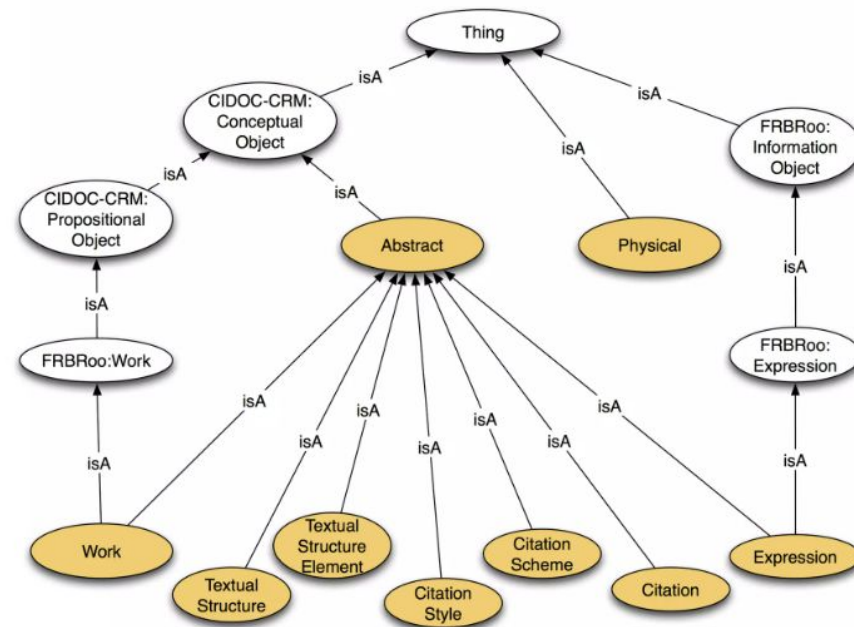 Thing
isA
CIDOC-CRM:
Conceptual
Object
isA
FRBRoo:
Information
Object
isA
isA
CIDOC-CRM:
Propositional
Object
isA
Abstract
Physical
isA
isA
FRBRoo:Work
FRBRoo:
Expression
isA
isA
isA
isA
isA
isA
isA
isA
isA
Work
Textual
Structure
Textual
Structure
Element
Citation
Style
Citation
Scheme
Citation
Expression